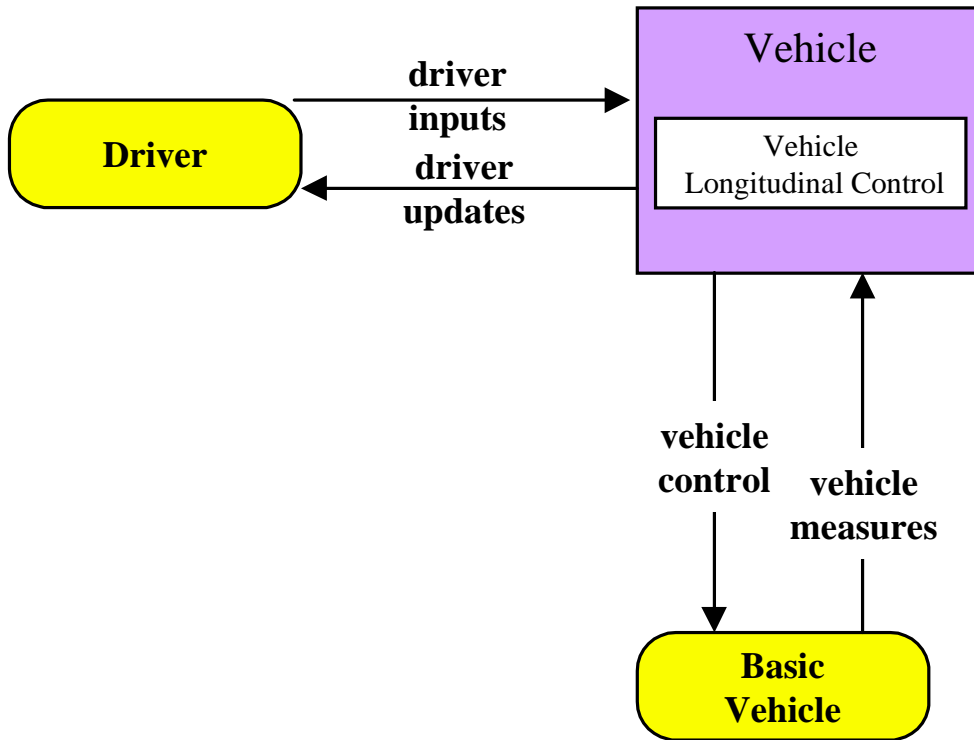 Vehicle
driver
inputs
Driver
Vehicle
Longitudinal Control
driver
updates
vehicle
control
vehicle
measures
Basic
Vehicle